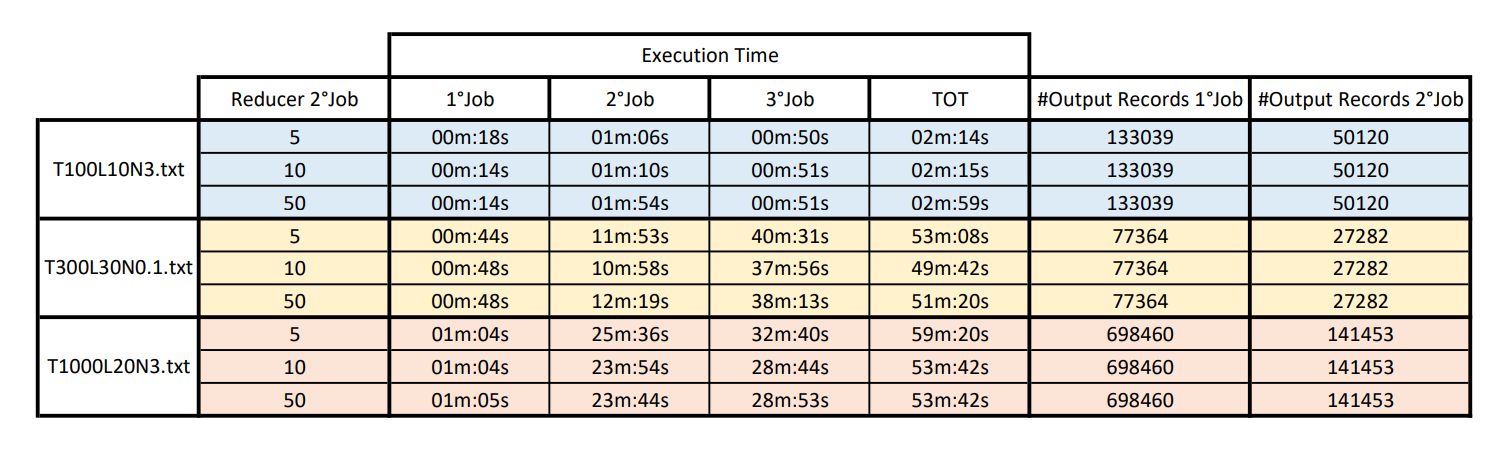 Execution Time
Reducer 2°Job 1°Job 2°Job 3°Job TOT #Output Records 1°Job #Output Records 2°Job
T100L10N3.txt
5 00m:18s 01m:06s 00m:50s 02m:14s 133039 50120
10 00m:14s 01m:10s 00m:51s 02m:15s 133039 50120
50 00m:14s 01m:54s 00m:51s 02m:59s 133039 50120
T300L30N0.1.txt
5 00m:44s 11m:53s 40m:31s 53m:08s 77364 27282
10 00m:48s 10m:58s 37m:56s 49m:42s 77364 27282
50 00m:48s 12m:19s 38m:13s 51m:20s 77364 27282
T1000L20N3.txt
5 01m:04s 25m:36s 32m:40s 59m:20s 698460 141453
10 01m:04s 23m:54s 28m:44s 53m:42s 698460 141453
50 01m:05s 23m:44s 28m:53s 53m:42s 698460 141453